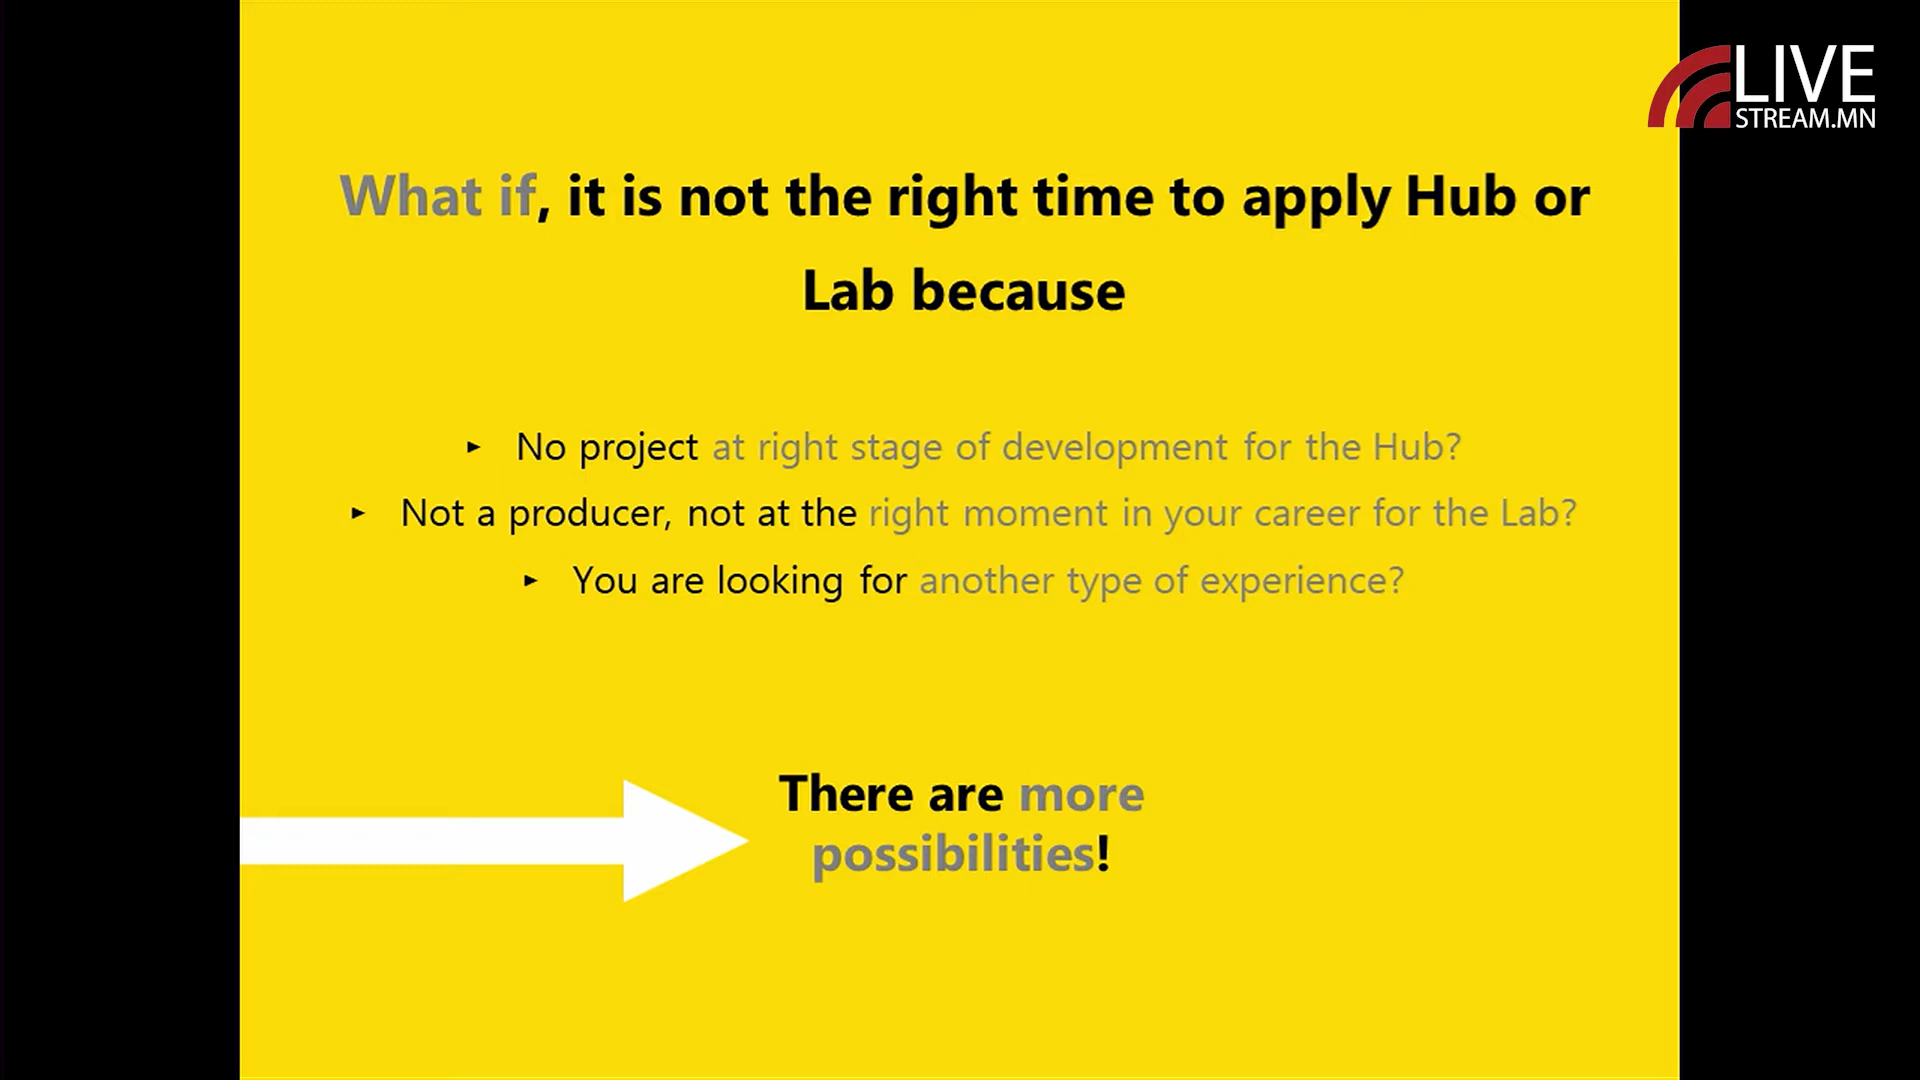 LIVE
STREAM.MN
What if, it is not the right time to apply Hub or
Lab because
▸ No project at right stage of development for the Hub?
▸ Not a producer, not at the right moment in your career for the Lab?
▸ You are looking for another type of experience?
There are more
possibilities!